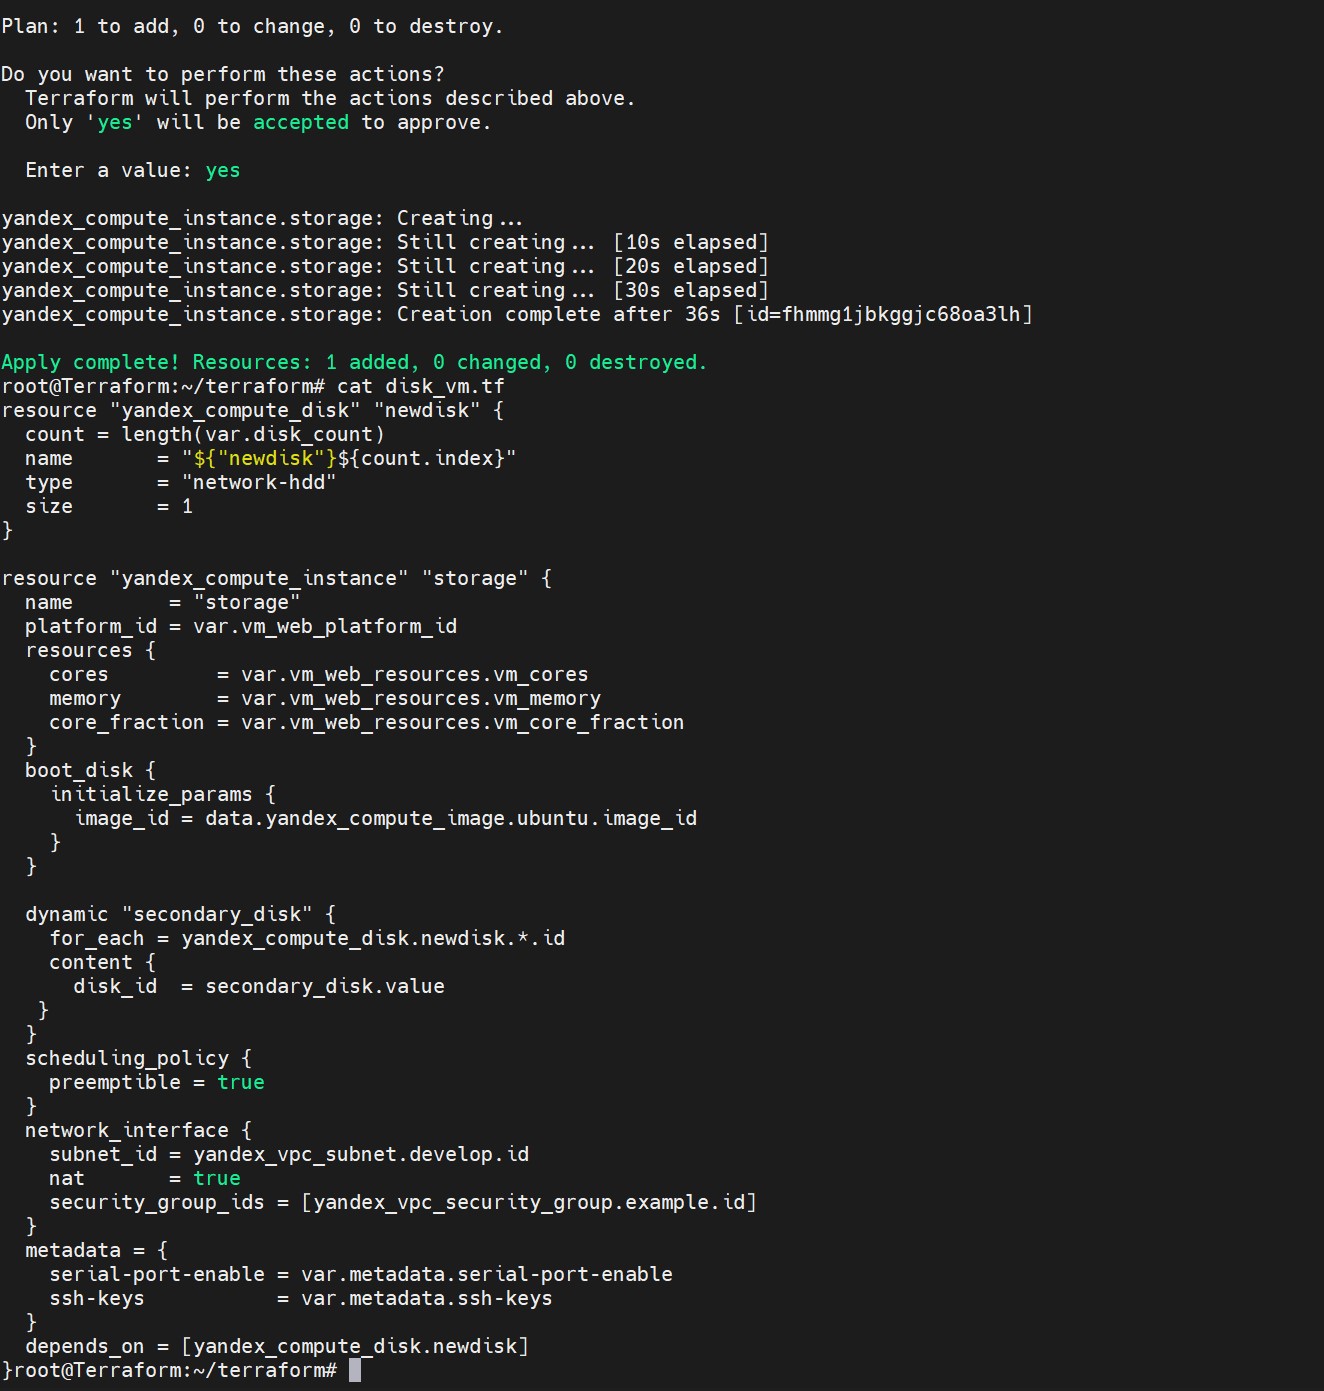 Plan: 1 to add, 0 to change, 0 to destroy.

Do you want to perform these actions?
  Terraform will perform the actions described above.
  Only 'yes' will be accepted to approve.

  Enter a value: yes

yandex_compute_instance.storage: Creating...
yandex_compute_instance.storage: Still creating... [10s elapsed]
yandex_compute_instance.storage: Still creating... [20s elapsed]
yandex_compute_instance.storage: Still creating... [30s elapsed]
yandex_compute_instance.storage: Creation complete after 36s [id=fhmmg1jbkggjc68oa3lh]

Apply complete! Resources: 1 added, 0 changed, 0 destroyed.
root@Terraform:~/terraform# cat disk_vm.tf
resource "yandex_compute_disk" "newdisk" {
  count = length(var.disk_count)
  name       = "${"newdisk"}${count.index}"
  type       = "network-hdd"
  size       = 1
}

resource "yandex_compute_instance" "storage" {
  name        = "storage"
  platform_id = var.vm_web_platform_id
  resources {
    cores         = var.vm_web_resources.vm_cores
    memory        = var.vm_web_resources.vm_memory
    core_fraction = var.vm_web_resources.vm_core_fraction
  }
  boot_disk {
    initialize_params {
      image_id = data.yandex_compute_image.ubuntu.image_id
    }
  }

  dynamic "secondary_disk" {
    for_each = yandex_compute_disk.newdisk.*.id
    content {
      disk_id  = secondary_disk.value
   }
  }
  scheduling_policy {
    preemptible = true
  }
  network_interface {
    subnet_id = yandex_vpc_subnet.develop.id
    nat       = true
    security_group_ids = [yandex_vpc_security_group.example.id]
  }
  metadata = {
    serial-port-enable = var.metadata.serial-port-enable
    ssh-keys           = var.metadata.ssh-keys
  }
  depends_on = [yandex_compute_disk.newdisk]
}root@Terraform:~/terraform#